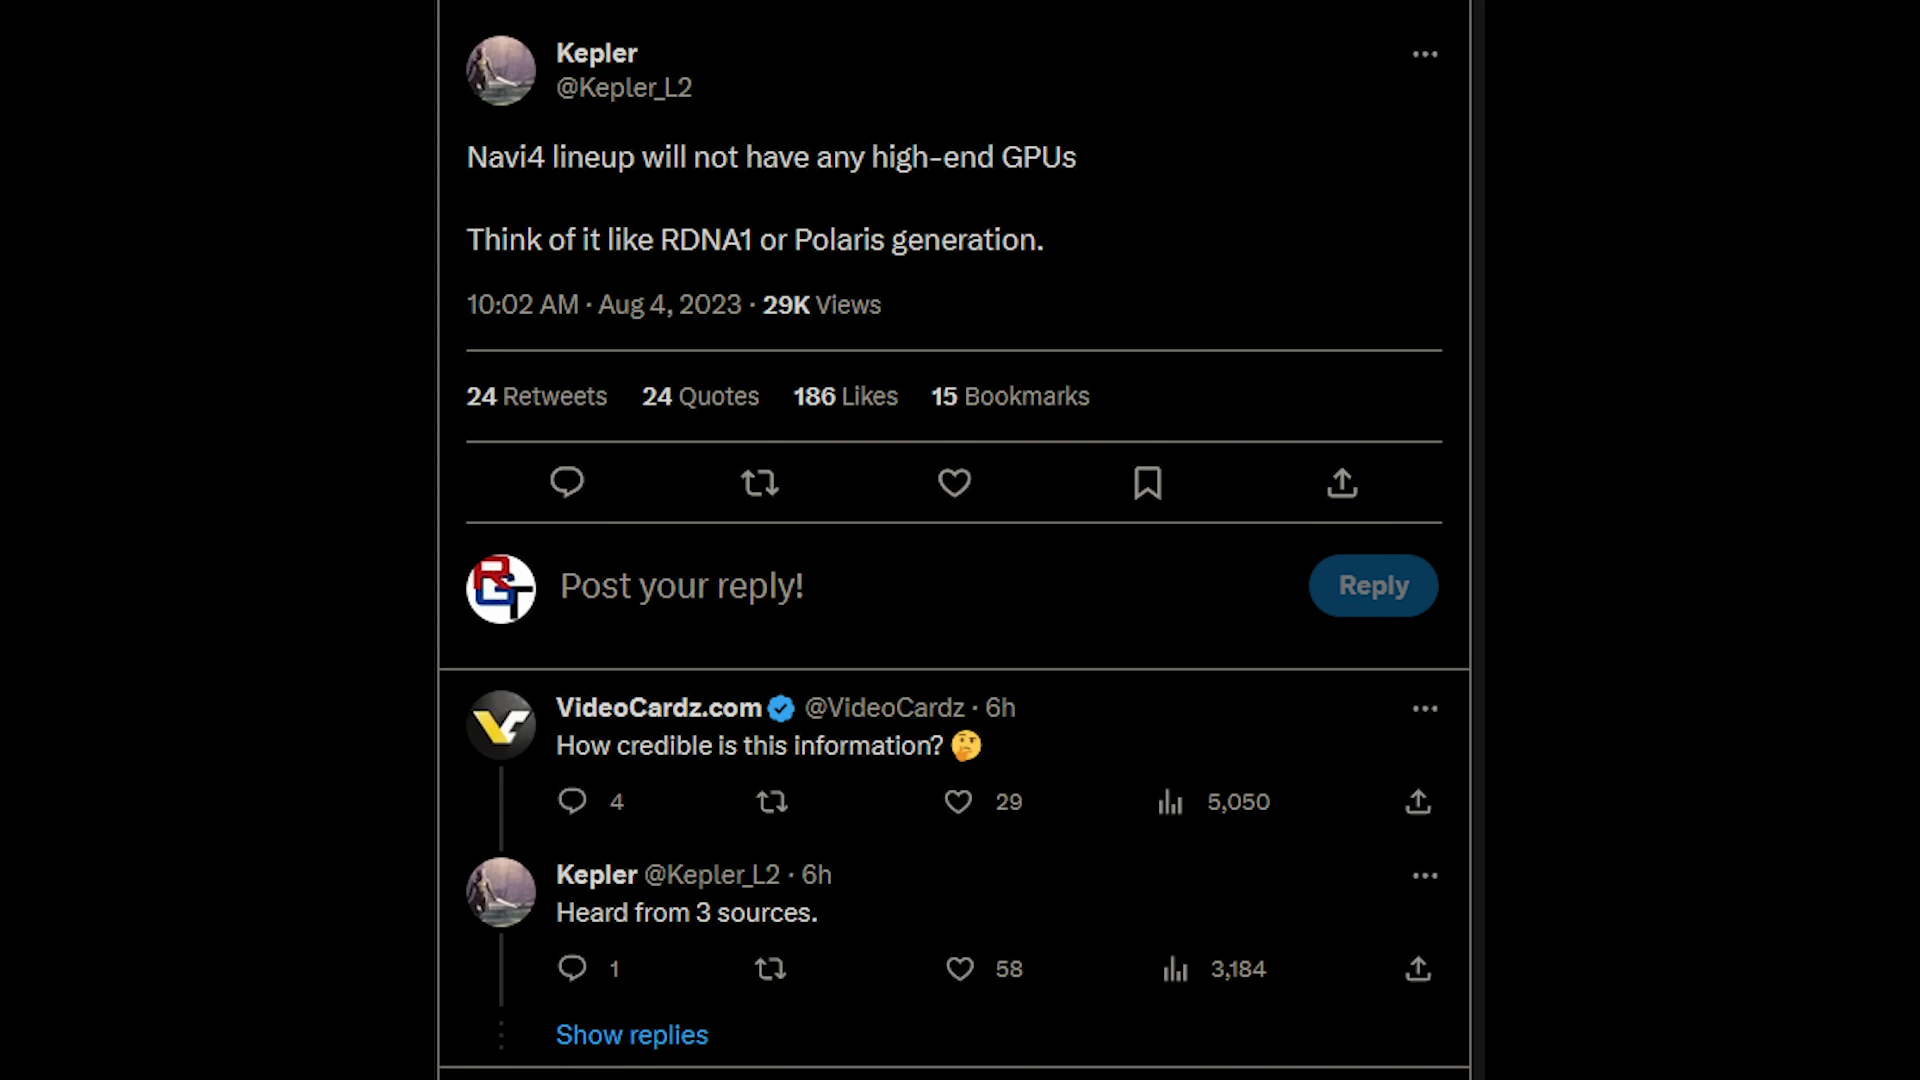 Kepler
@Kepler_L2
Navi4 lineup will not have any high-end GPUs
Think of it like RDNA1 or Polaris generation.
10:02 AM · Aug 4, 2023 · 29K Views
24 Retweets 24 Quotes 186 Likes 15 Bookmarks
RGT
Post your reply!
Reply
VideoCardz.com @VideoCardz · 6h
How credible is this information? 🤔
4 29 5,050
Kepler @Kepler_L2 · 6h
Heard from 3 sources.
1 58 3,184
Show replies